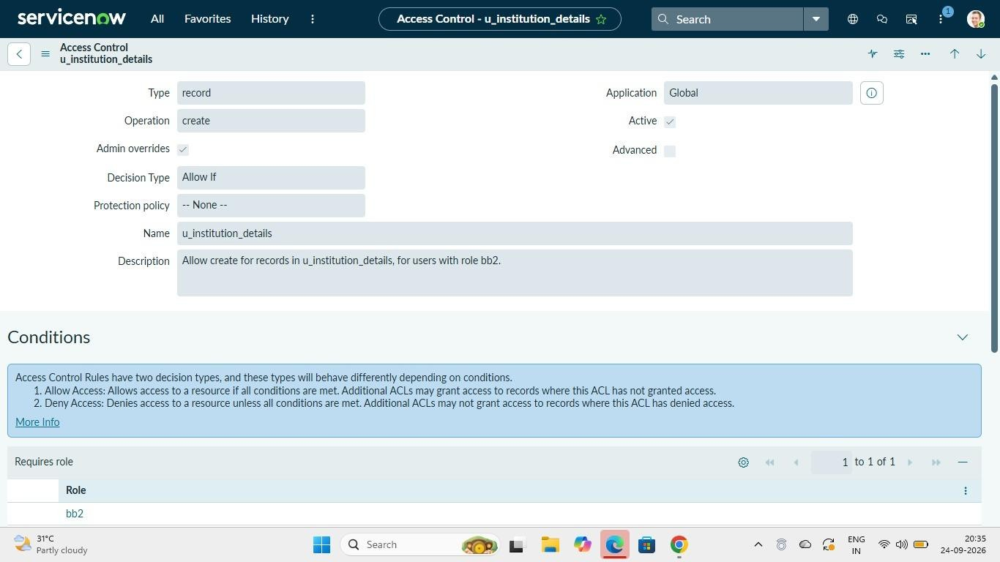 servicenow All Favorites History Access Control - u_institution_details Search 1
Access Control
u_institution_details
Type record Application Global
Operation create Active
Admin overrides Advanced
Decision Type Allow If
Protection policy -- None --
Name u_institution_details
Description Allow create for records in u_institution_details, for users with role bb2.
Conditions
Access Control Rules have two decision types, and these types will behave differently depending on conditions.
1. Allow Access: Allows access to a resource if all conditions are met. Additional ACLs may grant access to records where this ACL has not granted access.
2. Deny Access: Denies access to a resource unless all conditions are met. Additional ACLs may not grant access to records where this ACL has denied access.
More Info
Requires role 1 to 1 of 1
Role
bb2
31°C
Partly cloudy
Search
ENG
IN
20:35
24-09-2026